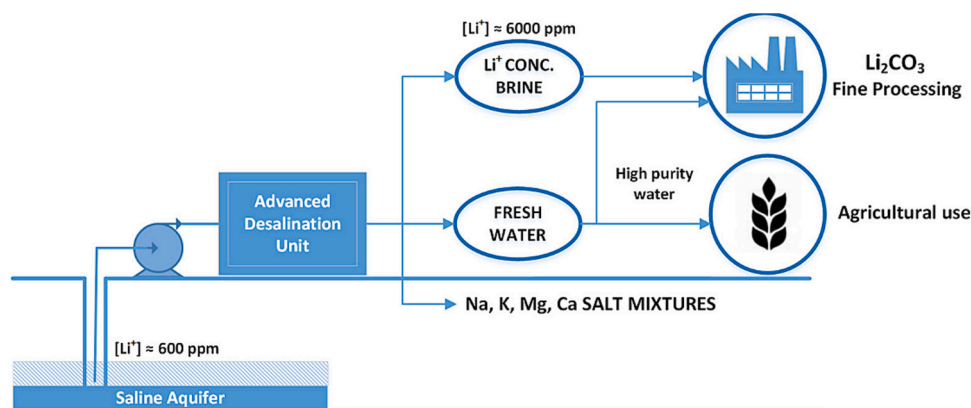 [Li⁺] ≈ 6000 ppm
Li⁺ CONC.
BRINE
Li₂CO₃
Fine Processing
Advanced
Desalination
Unit
High purity
water
FRESH
WATER
Agricultural use
Na, K, Mg, Ca SALT MIXTURES
[Li⁺] ≈ 600 ppm
Saline Aquifer